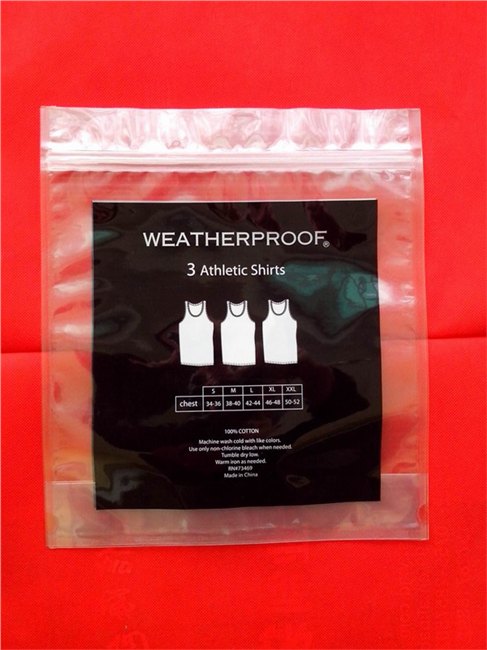 WEATHERPROOF®
3 Athletic Shirts
S M L XL XXL
chest 34-36 38-40 42-44 46-48 50-52
100% COTTON
Machine wash cold with like colors.
Use only non-chlorine bleach when needed.
Tumble dry low.
Warm iron as needed.
RN#73469
Made in China